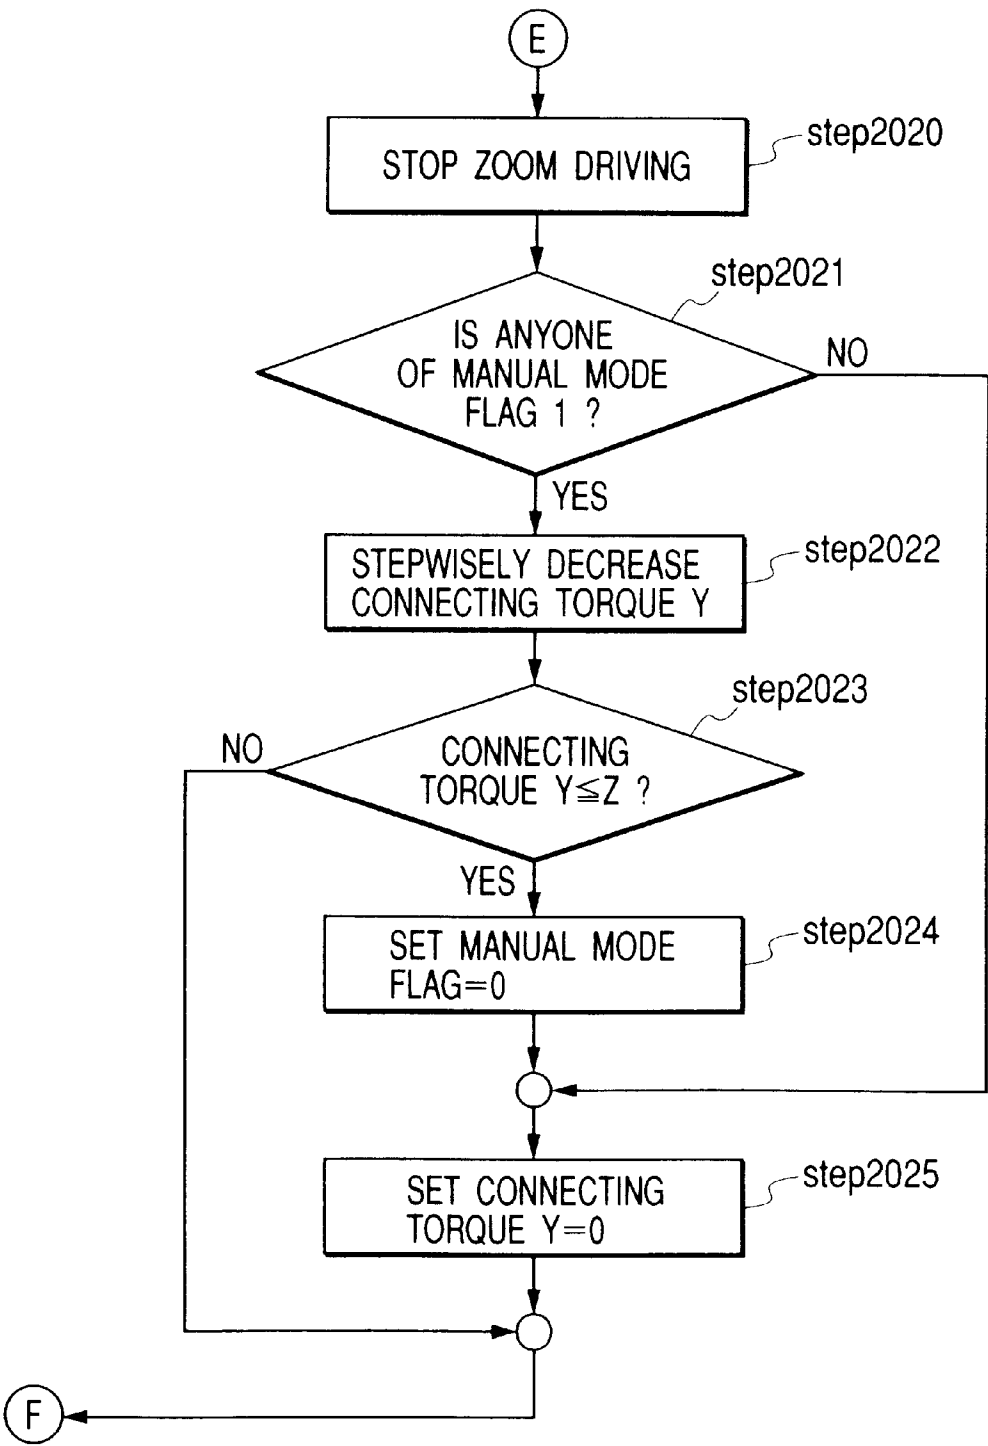 E
STOP ZOOM DRIVING
step2020
step2021
IS ANYONE
OF MANUAL MODE
FLAG 1 ?
NO
YES
STEPWISELY DECREASE
CONNECTING TORQUE Y
step2022
step2023
NO
CONNECTING
TORQUE Y≦Z ?
YES
SET MANUAL MODE
FLAG=0
step2024
SET CONNECTING
TORQUE Y=0
step2025
F